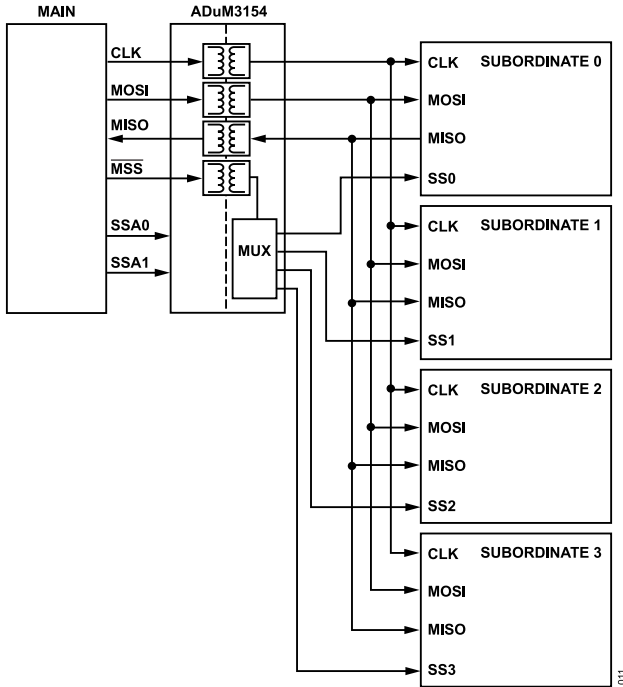 MAIN
ADuM3154
CLK
MOSI
MISO
MSS
SSA0
SSA1
MUX
CLK SUBORDINATE 0
MOSI
MISO
SS0
CLK SUBORDINATE 1
MOSI
MISO
SS1
CLK SUBORDINATE 2
MOSI
MISO
SS2
CLK SUBORDINATE 3
MOSI
MISO
SS3
011